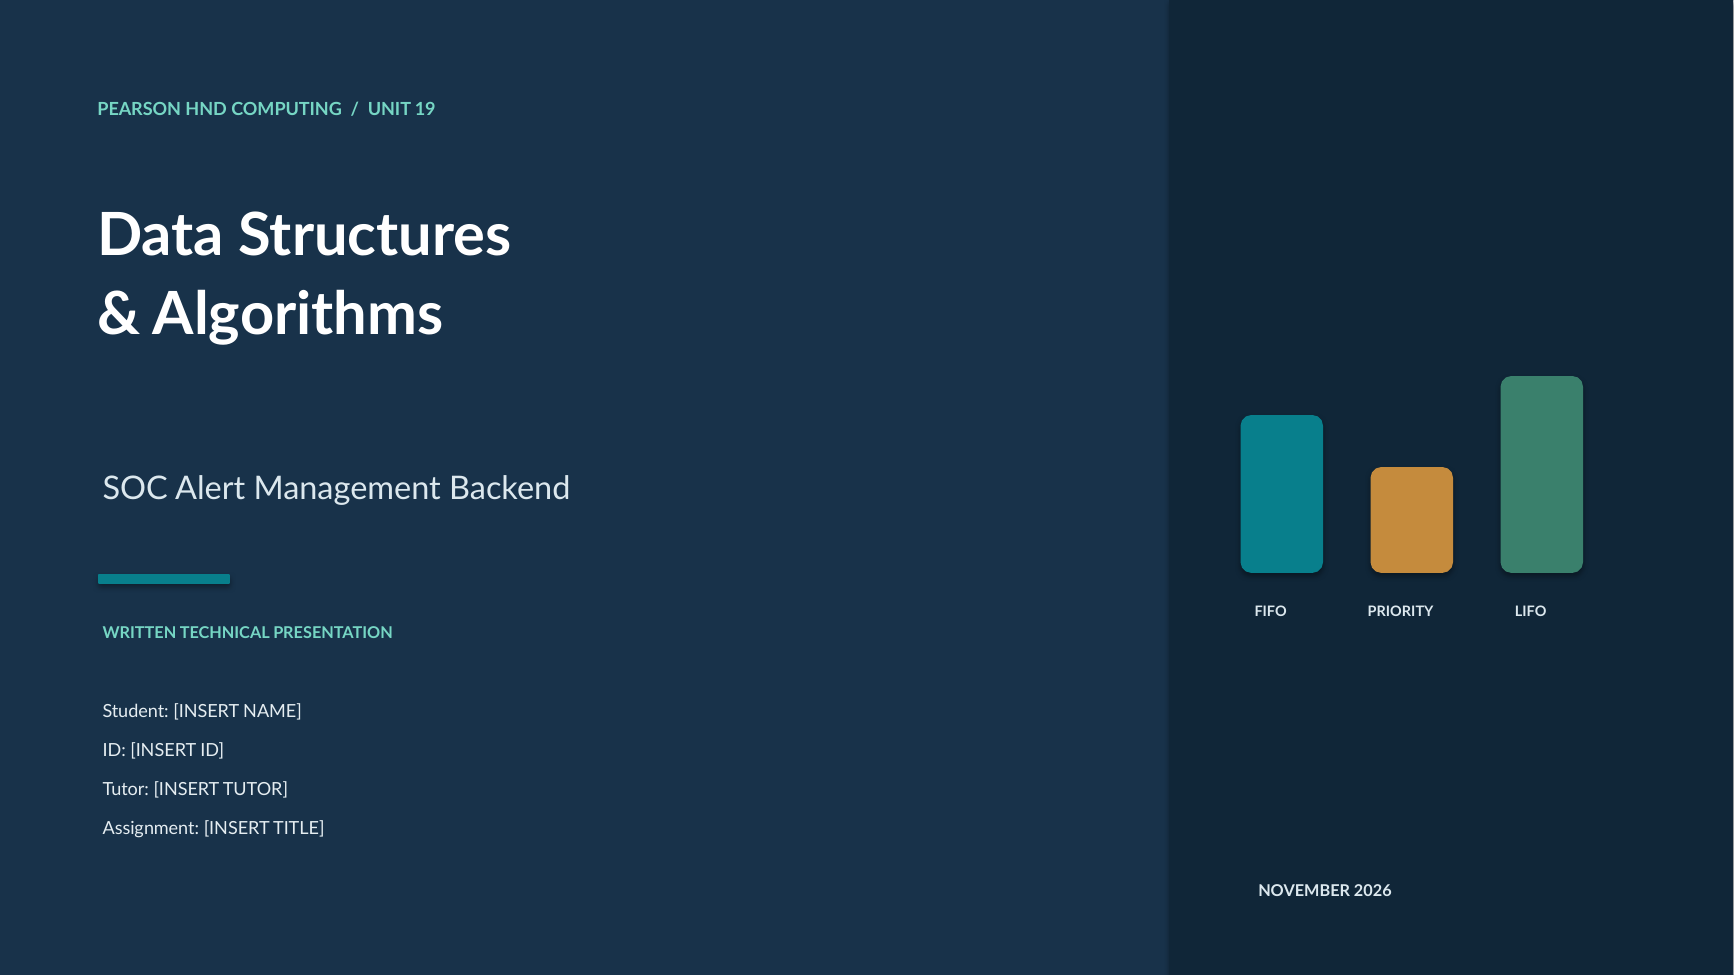 PEARSON HND COMPUTING / UNIT 19
Data Structures
& Algorithms
SOC Alert Management Backend
WRITTEN TECHNICAL PRESENTATION
Student: [INSERT NAME]
ID: [INSERT ID]
Tutor: [INSERT TUTOR]
Assignment: [INSERT TITLE]
FIFO
PRIORITY
LIFO
NOVEMBER 2026